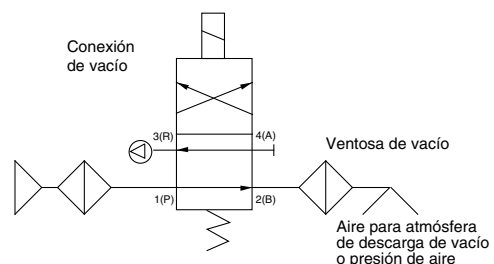 Conexión
de vacío
3(R)
4(A)
Ventosa de vacío
1(P)
2(B)
Aire para atmósfera
de descarga de vacío
o presión de aire